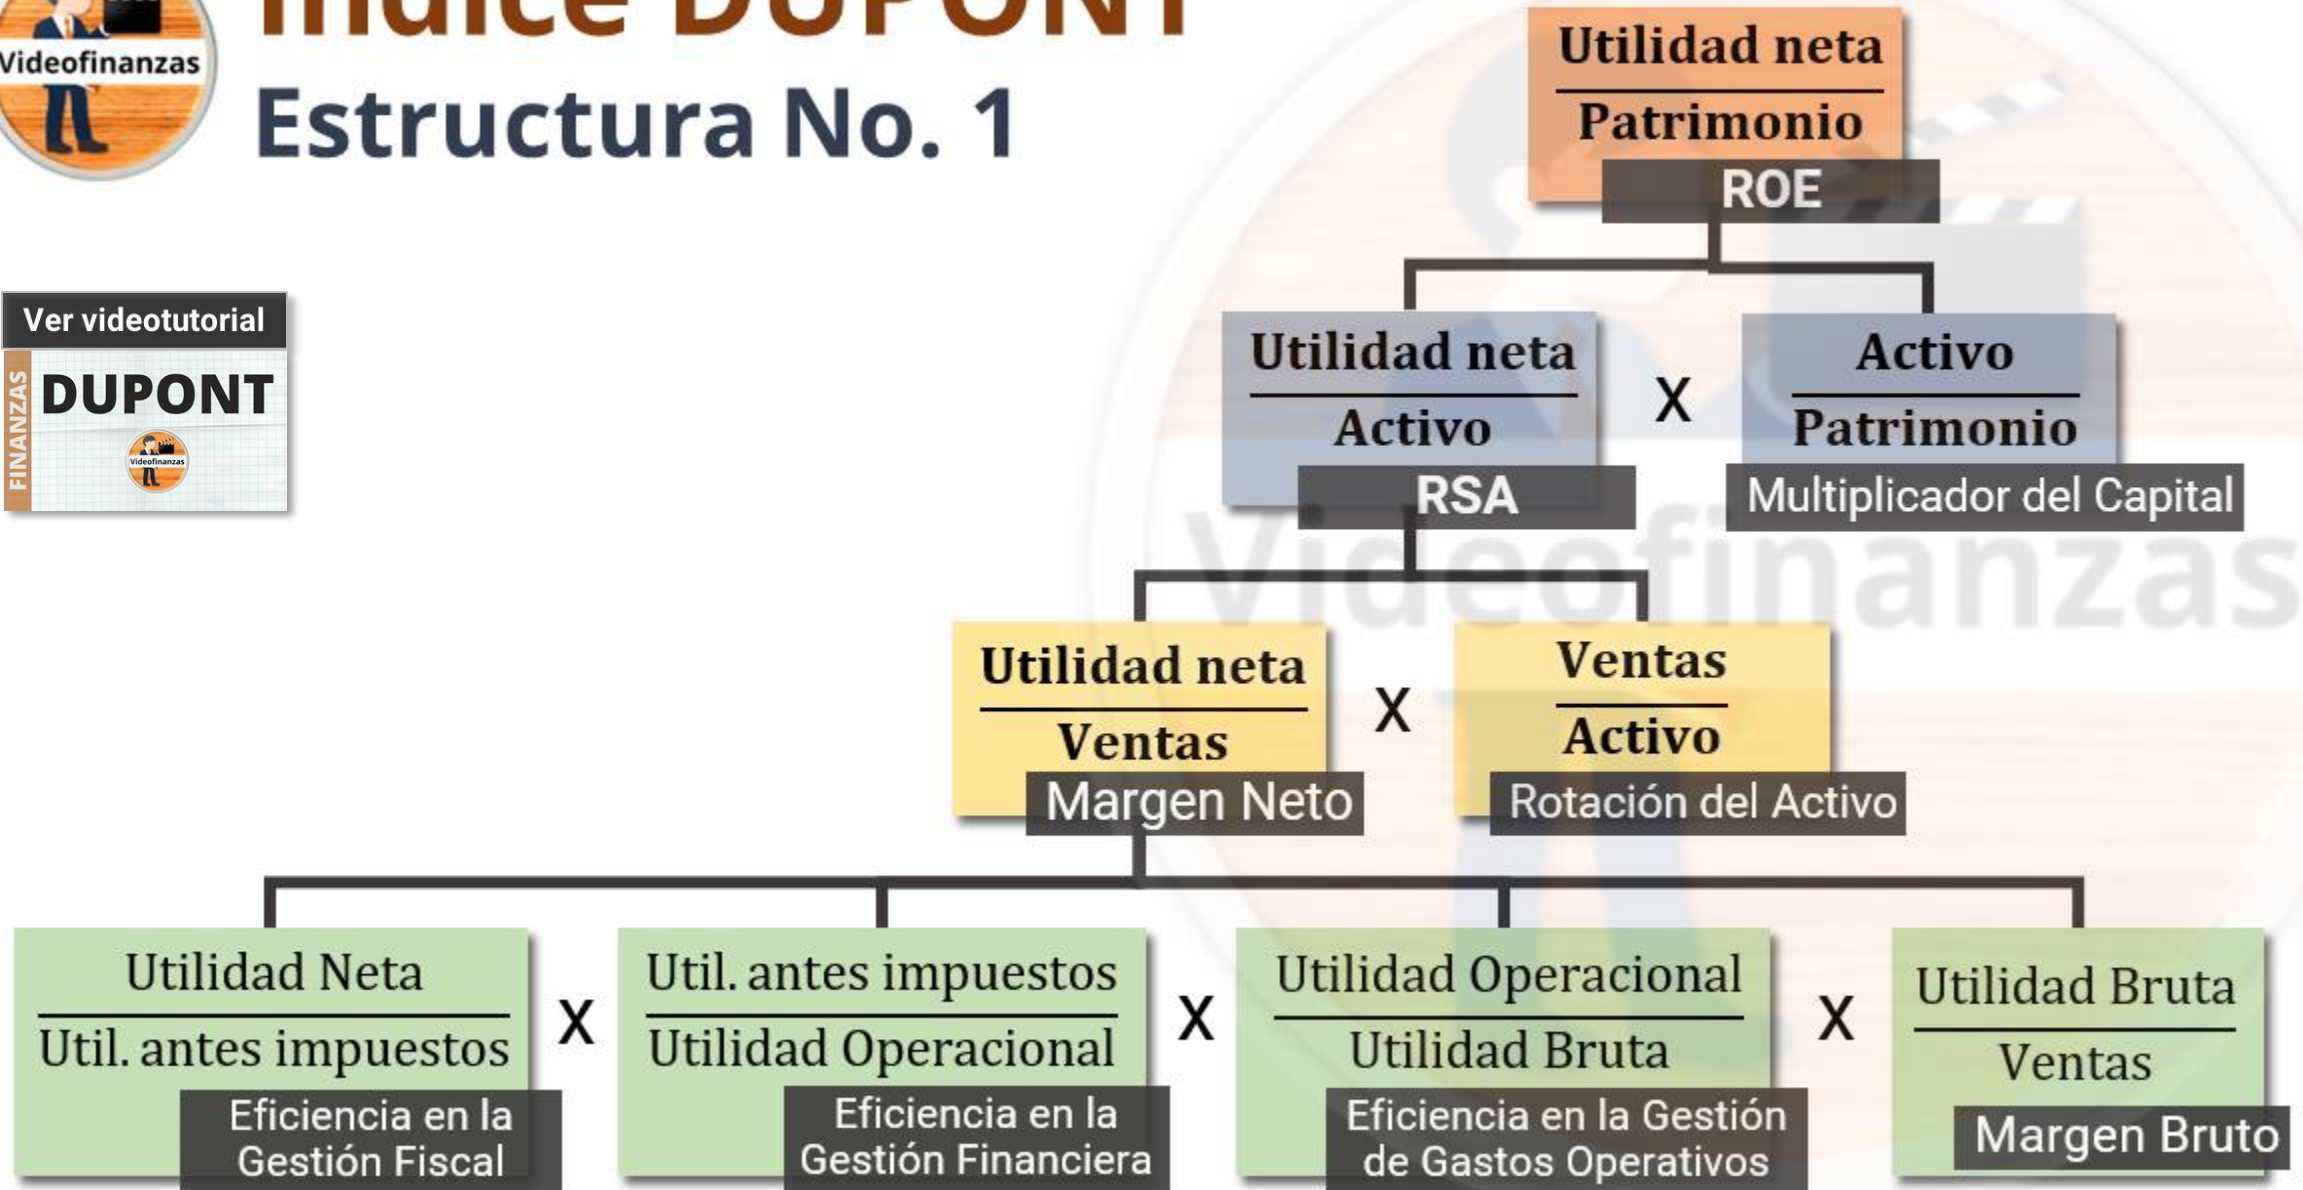 Índice DUPONT
Estructura No. 1
Videofinanzas
Ver videotutorial
FINANZAS
DUPONT
Videofinanzas
Utilidad neta
Patrimonio
ROE
Utilidad neta
Activo
RSA
X
Activo
Patrimonio
Multiplicador del Capital
Videofinanzas
Utilidad neta
Ventas
Margen Neto
X
Ventas
Activo
Rotación del Activo
Utilidad Neta
Util. antes impuestos
Eficiencia en la
Gestión Fiscal
X
Util. antes impuestos
Utilidad Operacional
Eficiencia en la
Gestión Financiera
X
Utilidad Operacional
Utilidad Bruta
Eficiencia en la Gestión
de Gastos Operativos
X
Utilidad Bruta
Ventas
Margen Bruto